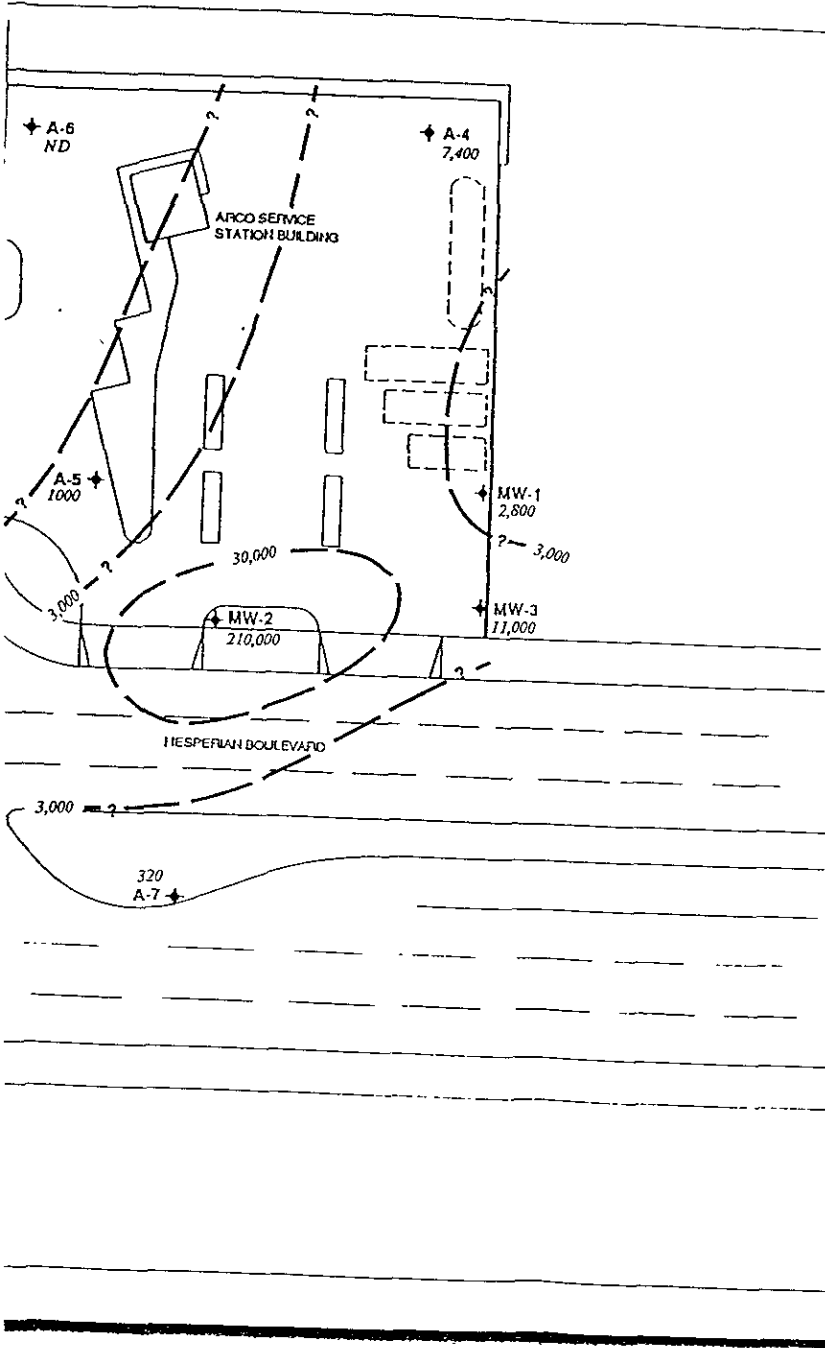 ?
?
A-6
ND
A-4
7,400
ARCO SERVICE
STATION BUILDING
?
A-5
1000
MW-1
2,800
?
?
3,000
30,000
?
3,000
MW-2
210,000
MW-3
11,000
?
HESPERIAN BOULEVARD
3,000
?
320
A-7